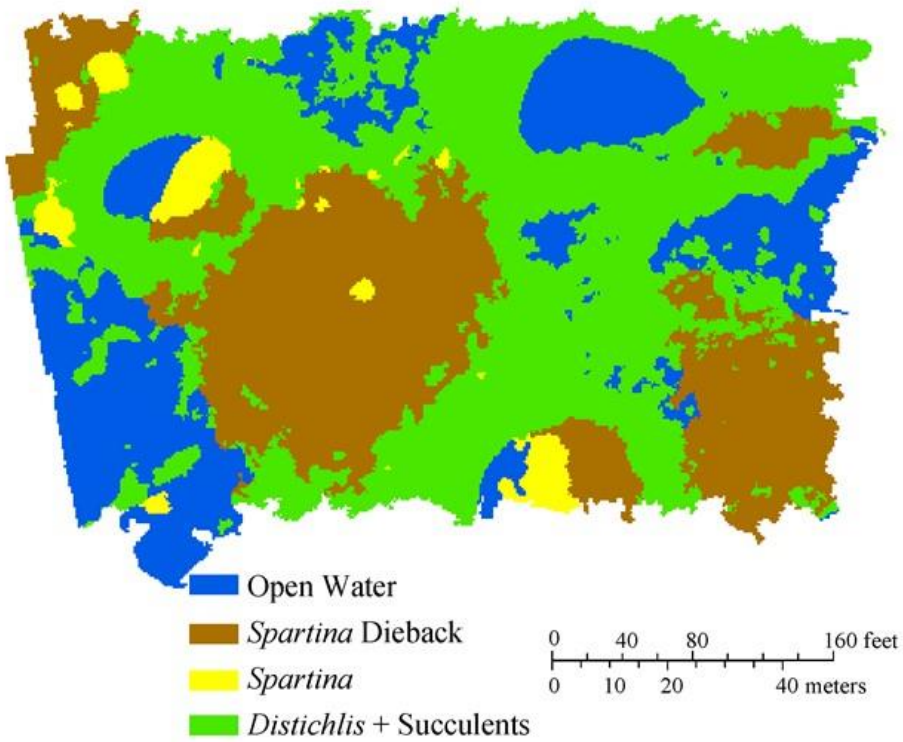 Open Water
Spartina Dieback
Spartina
Distichlis + Succulents
0 40 80 160 feet
0 10 20 40 meters